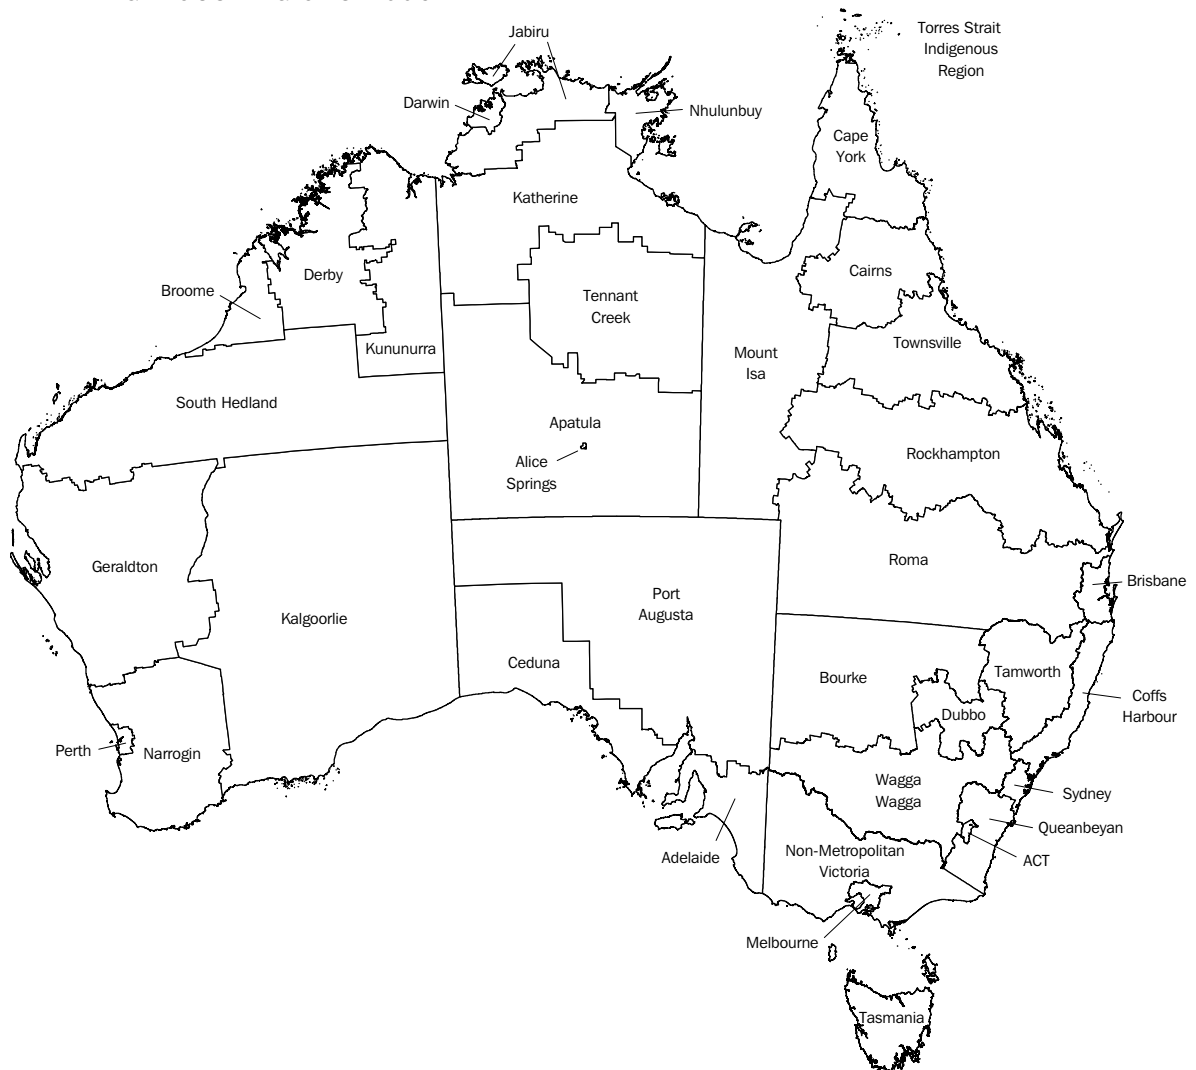 Jabiru
Torres Strait
Indigenous
Region
Darwin
Nhulunbuy
Cape
York
Katherine
Cairns
Derby
Broome
Tennant
Creek
Kununurra
Townsville
Mount
Isa
South Hedland
Apatula
Alice
Springs
Rockhampton
Geraldton
Roma
Brisbane
Port
Augusta
Kalgoorlie
Ceduna
Tamworth
Bourke
Coffs
Harbour
Dubbo
Perth
Narrogin
Wagga
Wagga
Sydney
Queanbeyan
Adelaide
Non-Metropolitan
Victoria
ACT
Melbourne
Tasmania